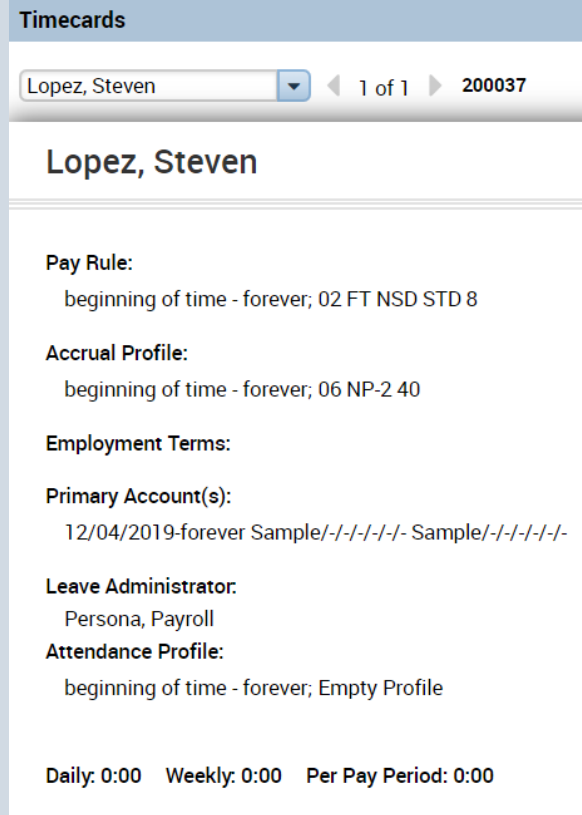 Timecards
Lopez, Steven 1 of 1 200037
Lopez, Steven
Pay Rule:
beginning of time - forever; 02 FT NSD STD 8
Accrual Profile:
beginning of time - forever; 06 NP-2 40
Employment Terms:
Primary Account(s):
12/04/2019-forever Sample/-/-/-/-/-/- Sample/-/-/-/-/-/-
Leave Administrator:
Persona, Payroll
Attendance Profile:
beginning of time - forever; Empty Profile
Daily: 0:00 Weekly: 0:00 Per Pay Period: 0:00